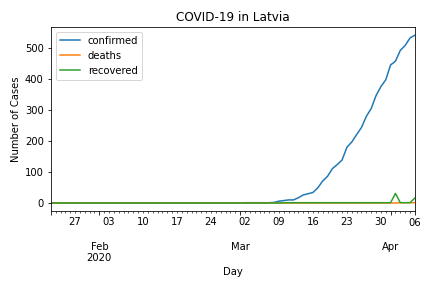 COVID-19 in Latvia
confirmed
deaths
recovered
Number of Cases
500
400
300
200
100
0
27 03 10 17 24 02 09 16 23 30 06
Feb Mar Apr
2020
Day